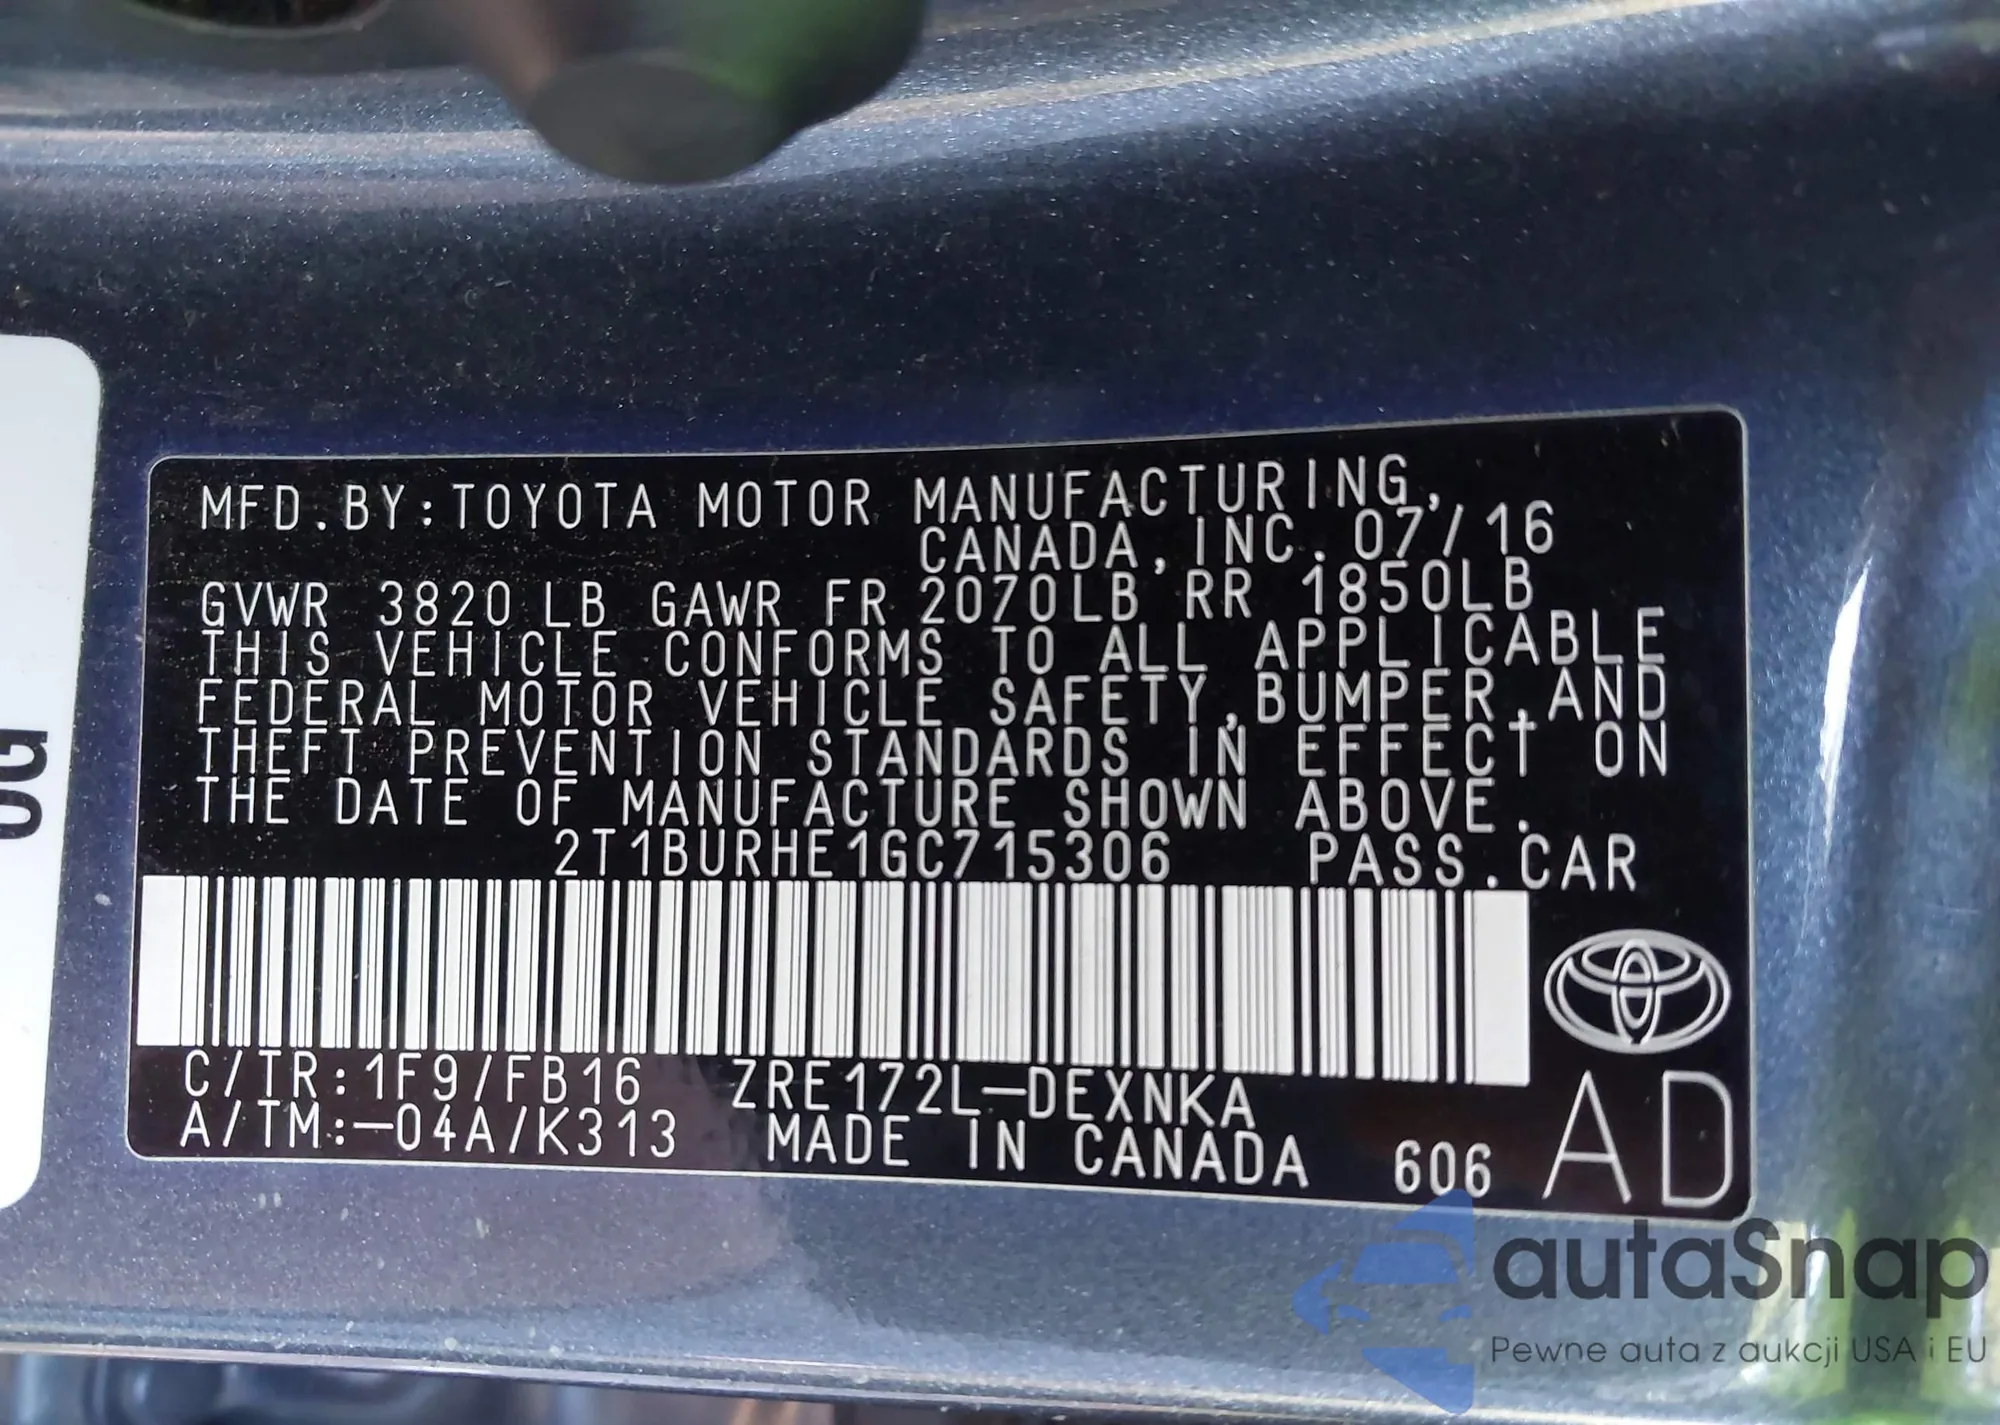 MFD.BY:TOYOTA MOTOR MANUFACTURING,
CANADA,INC. 07/16
GVWR 3820 LB GAWR FR 2070LB RR 1850LB
THIS VEHICLE CONFORMS TO ALL APPLICABLE
FEDERAL MOTOR VEHICLE SAFETY,BUMPER,AND
THEFT PREVENTION STANDARDS IN EFFECT ON
THE DATE OF MANUFACTURE SHOWN ABOVE.
2T1BURHE1GC715306 PASS.CAR
C/TR:1F9/FB16 ZRE172L-DEXNKA
A/TM:-04A/K313 MADE IN CANADA 606
AD
autaSnap
Pewne auta z aukcji USA i EU